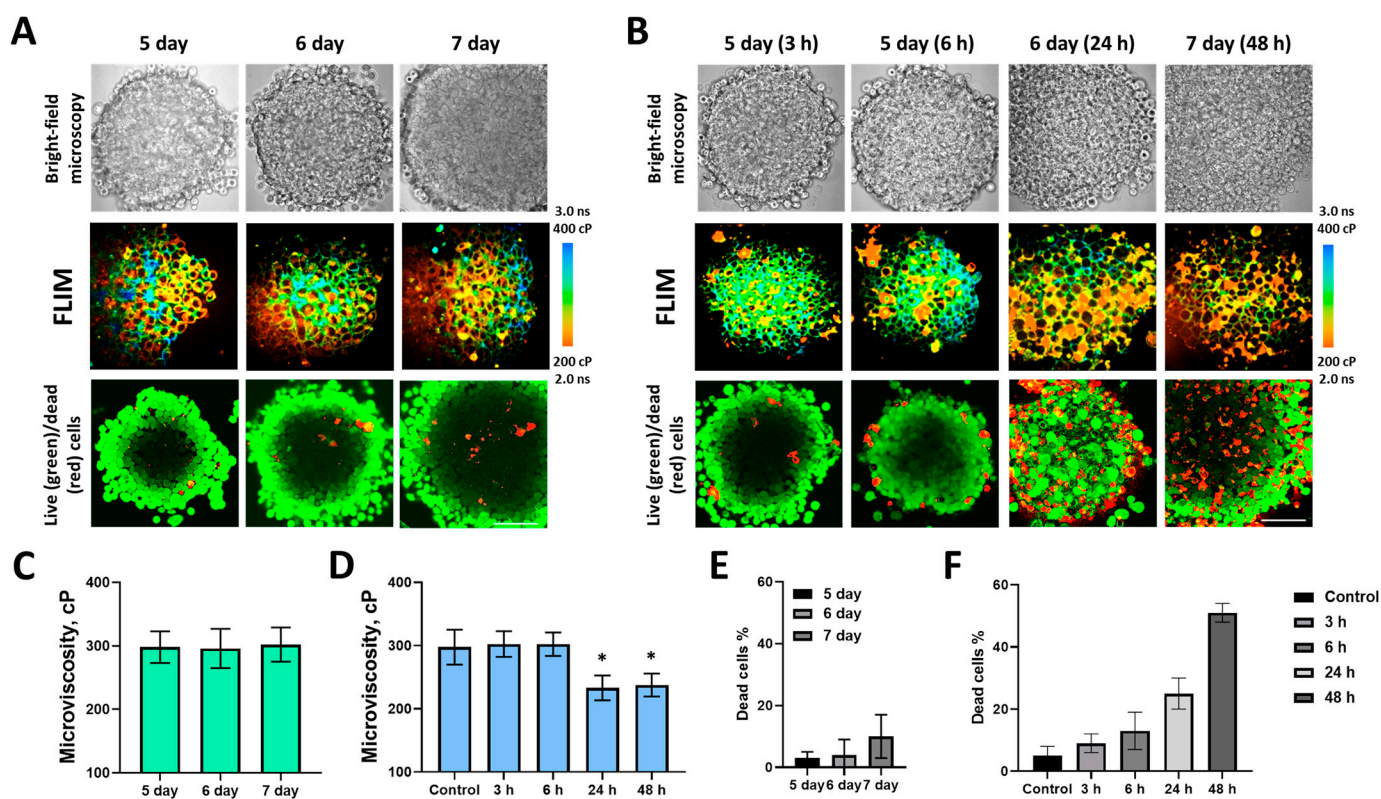 A
5 day
6 day
7 day
Bright-field
microscopy
FLIM
3.0 ns
400 cP
200 cP
2.0 ns
Live (green)/dead
(red) cells
B
5 day (3 h)
5 day (6 h)
6 day (24 h)
7 day (48 h)
Bright-field
microscopy
FLIM
3.0 ns
400 cP
200 cP
2.0 ns
Live (green)/dead
(red) cells
C
Microviscosity, cP
400
300
200
100
5 day
6 day
7 day
D
Microviscosity, cP
400
300
200
100
*
*
Control
3 h
6 h
24 h
48 h
E
Dead cells %
60
40
20
0
5 day
6 day
7 day
5 day
6 day
7 day
F
Dead cells %
60
40
20
0
Control
3 h
6 h
24 h
48 h
Control
3 h
6 h
24 h
48 h